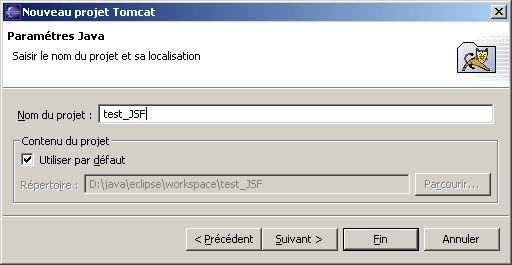 Nouveau projet Tomcat
Paramétres Java
Saisir le nom du projet et sa localisation
Nom du projet : test_JSF
Contenu du projet
Utiliser par défaut
Répertoire : D:\java\eclipse\workspace\test_JSF Parcourir...
< Précédent Suivant > Fin Annuler